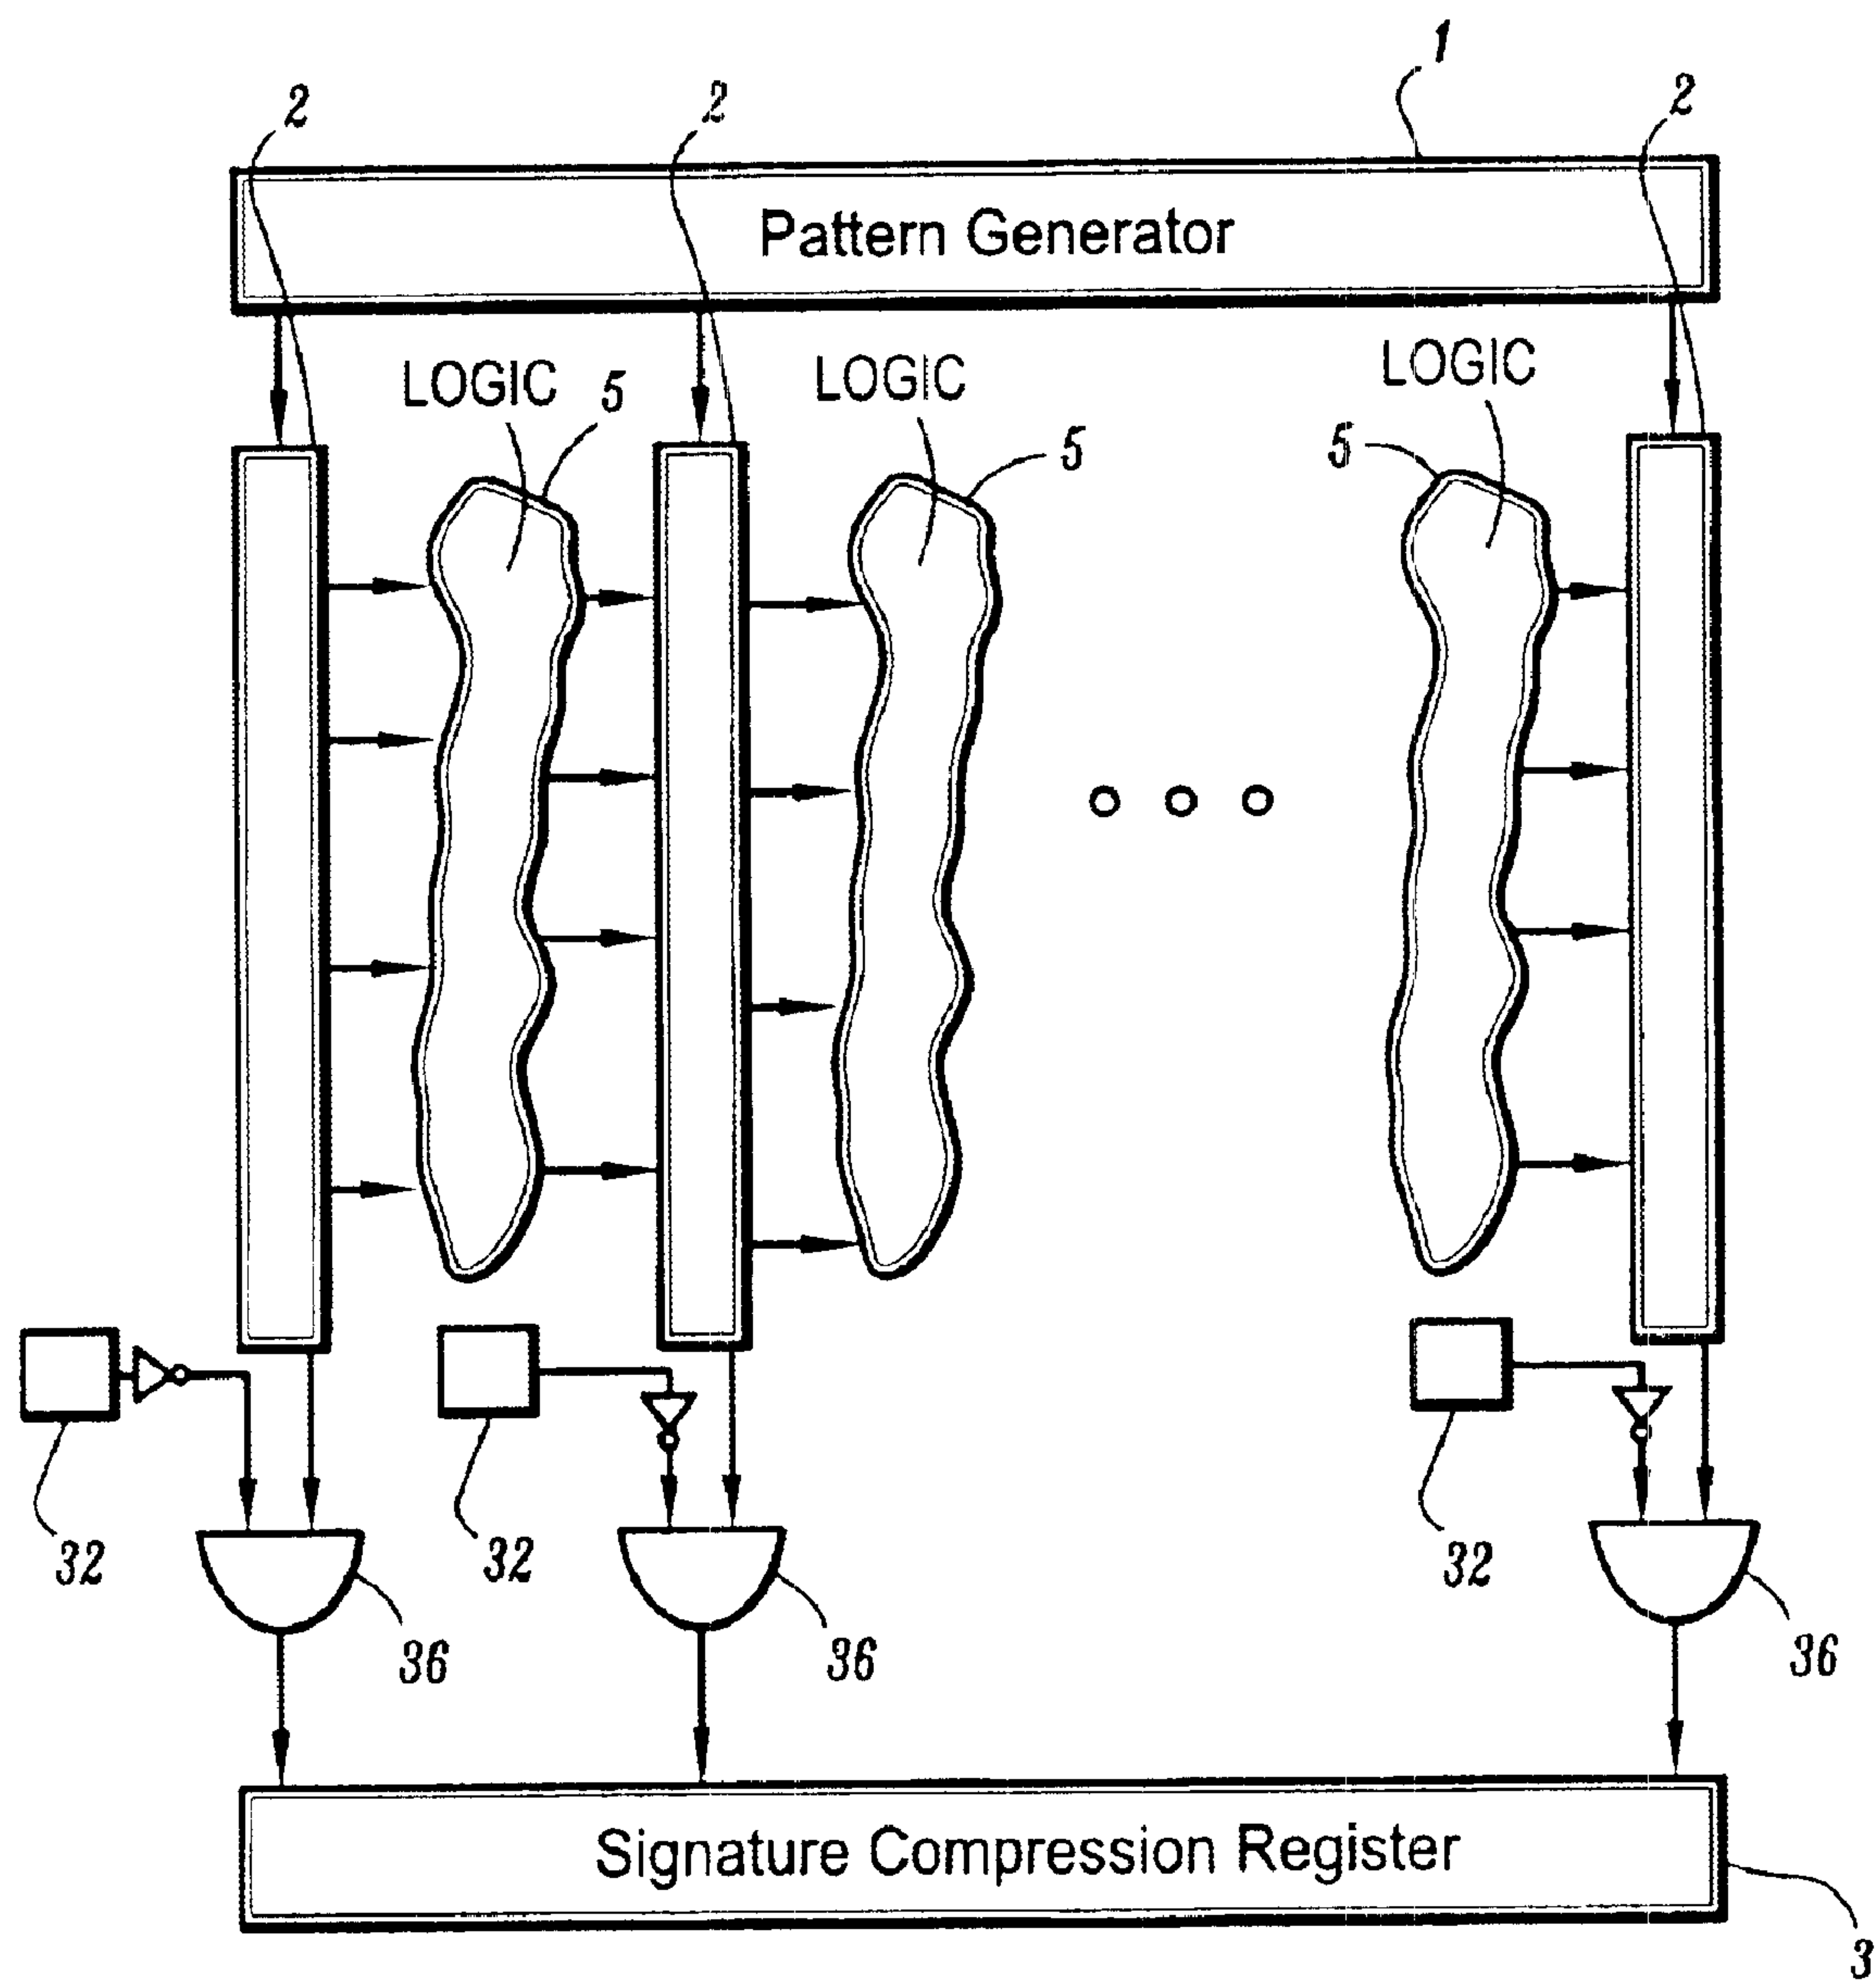 1
2 2 2
Pattern Generator
LOGIC LOGIC LOGIC
5 5 5
32 32 32
36 36 36
Signature Compression Register
3